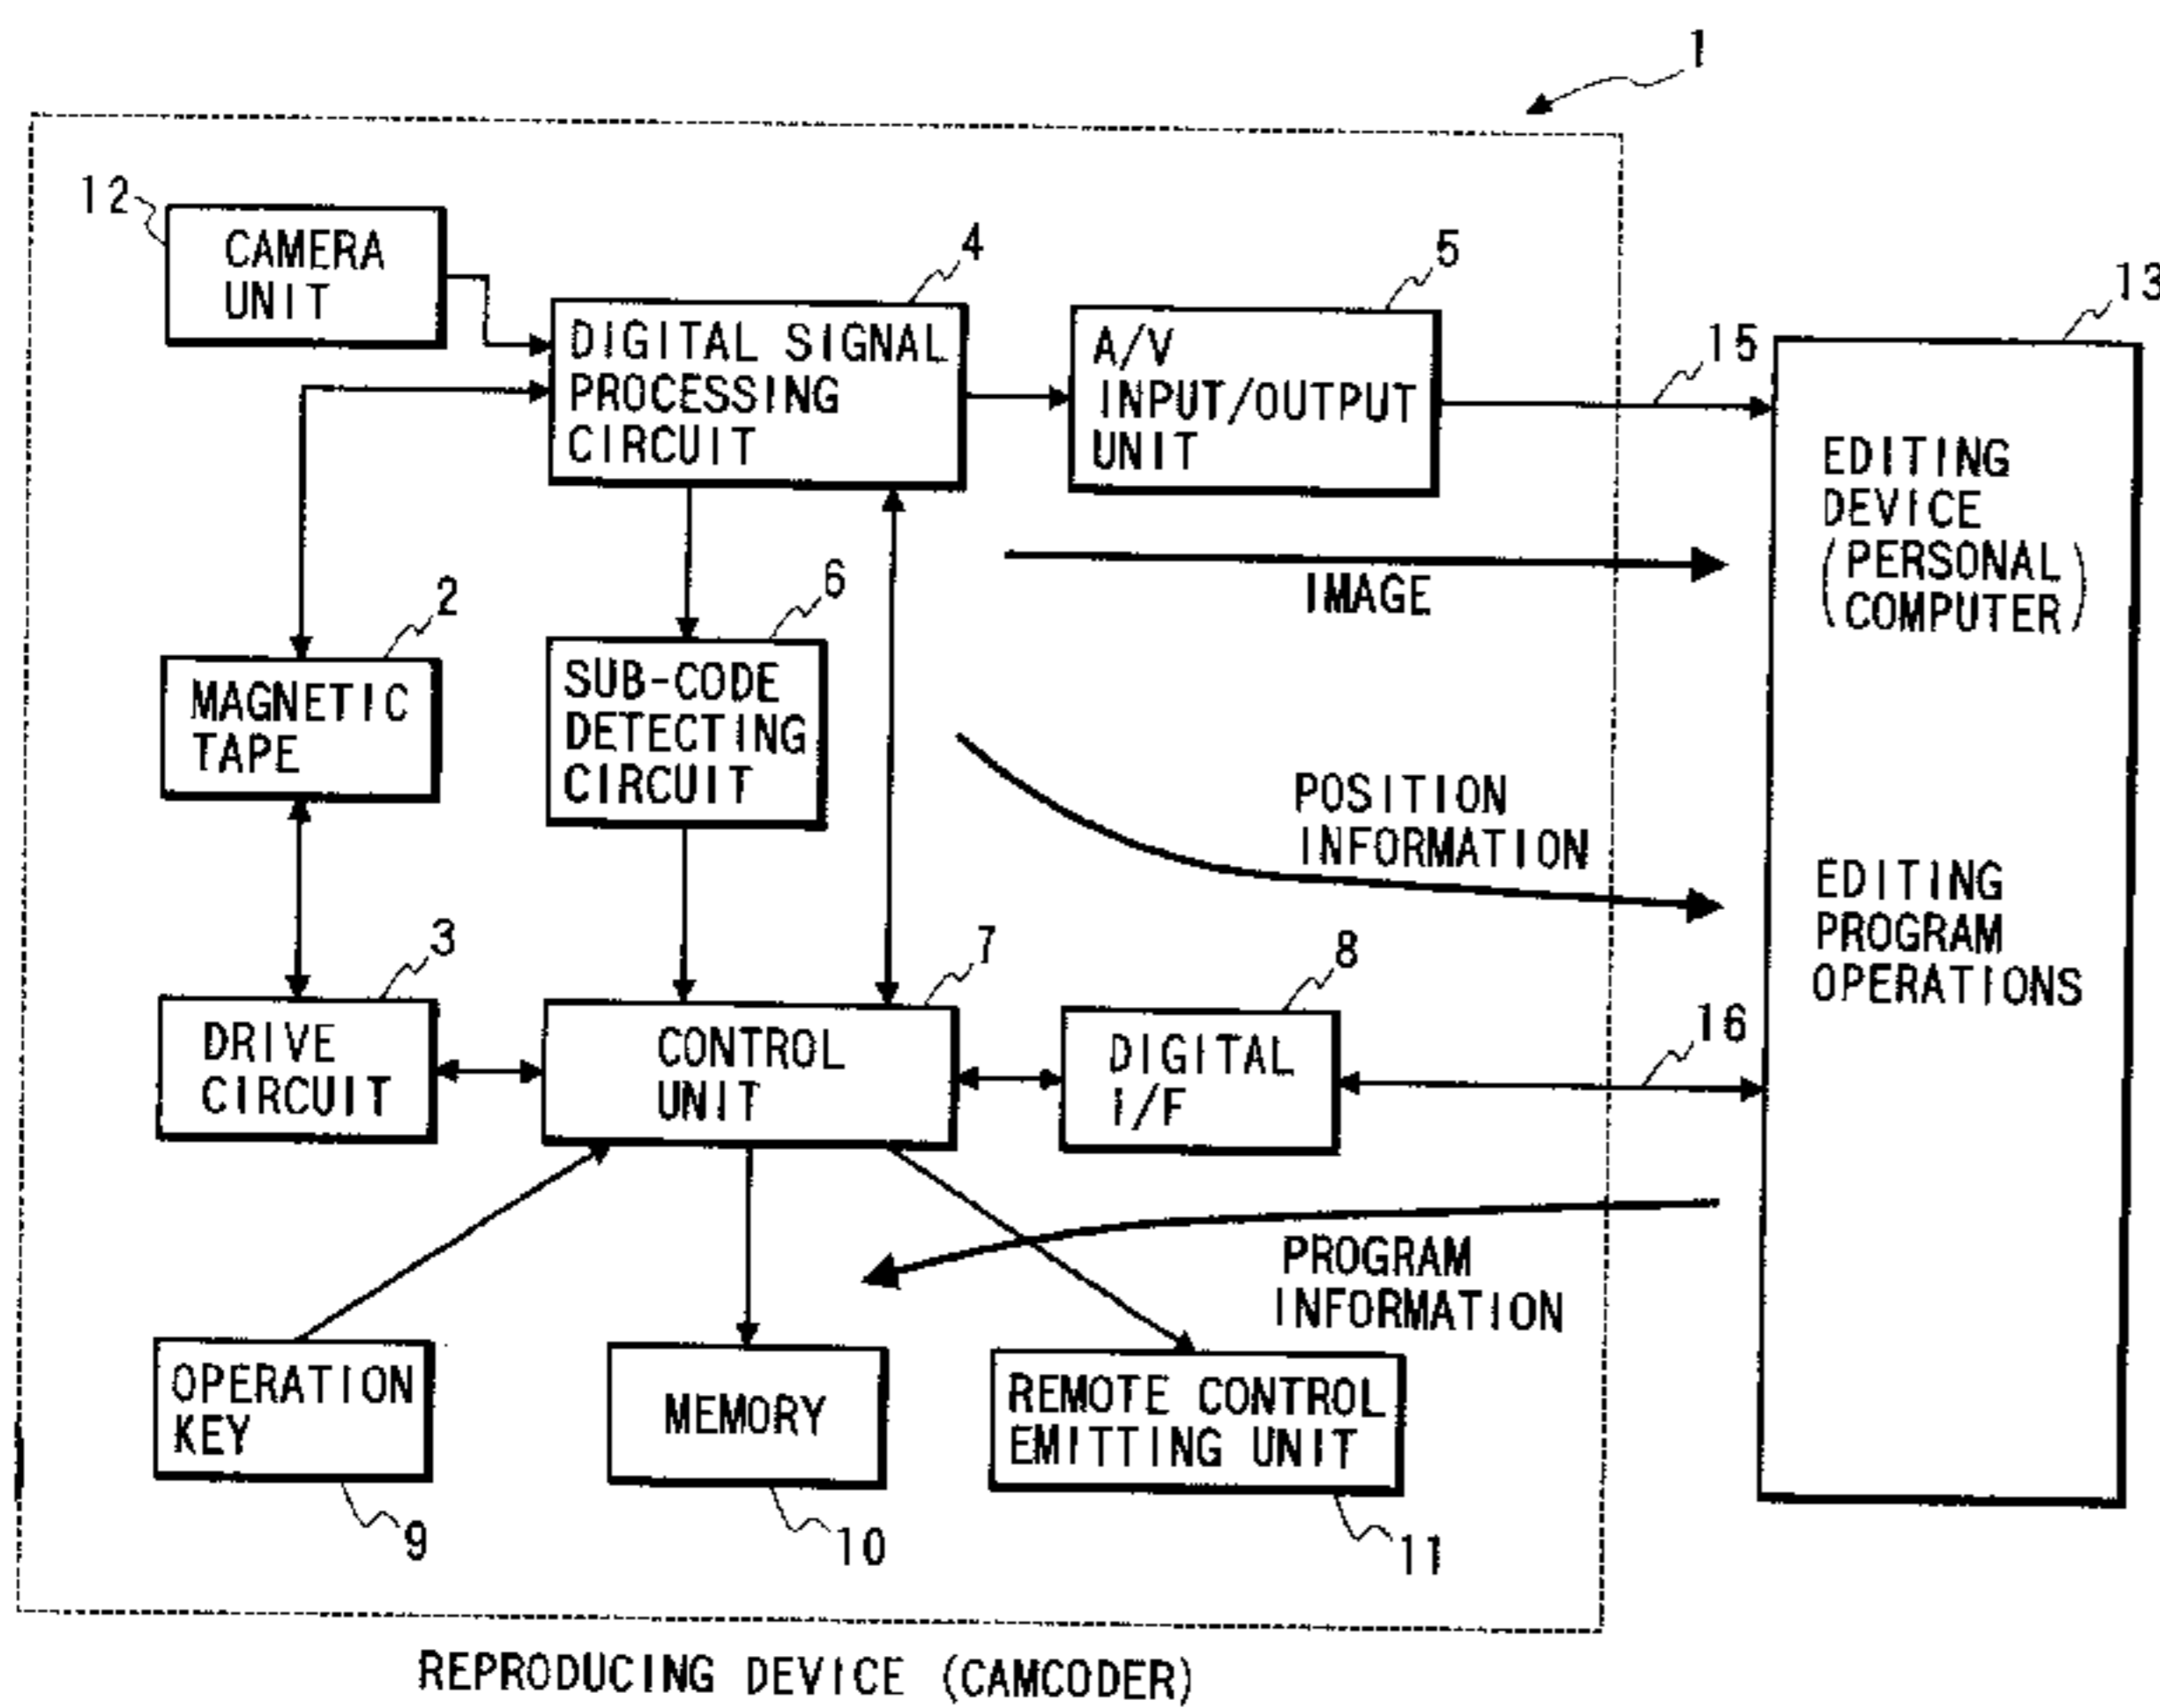 1
12
CAMERA
UNIT
4
DIGITAL SIGNAL
PROCESSING
CIRCUIT
5
A/V
INPUT/OUTPUT
UNIT
15
13
EDITING
DEVICE
(PERSONAL
COMPUTER)
IMAGE
2
MAGNETIC
TAPE
6
SUB-CODE
DETECTING
CIRCUIT
POSITION
INFORMATION
EDITING
PROGRAM
OPERATIONS
3
DRIVE
CIRCUIT
7
CONTROL
UNIT
8
DIGITAL
I/F
16
PROGRAM
INFORMATION
OPERATION
KEY
9
MEMORY
10
REMOTE CONTROL
EMITTING UNIT
11
REPRODUCING DEVICE (CAMCODER)